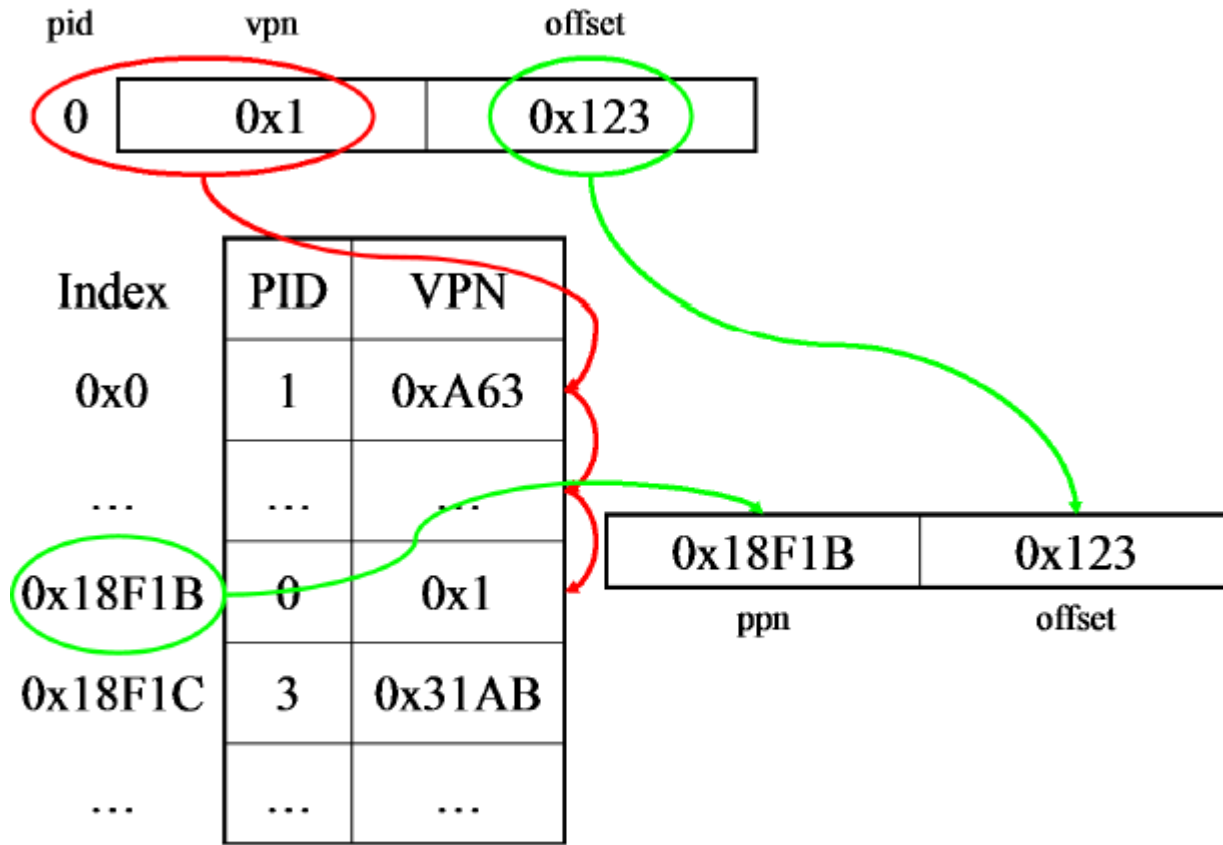 pid vpn offset
0 0x1 0x123
Index PID VPN
0x0 1 0xA63
... ... ...
0x18F1B 0x123
0x18F1B 0 0x1
ppn offset
0x18F1C 3 0x31AB
... ... ...